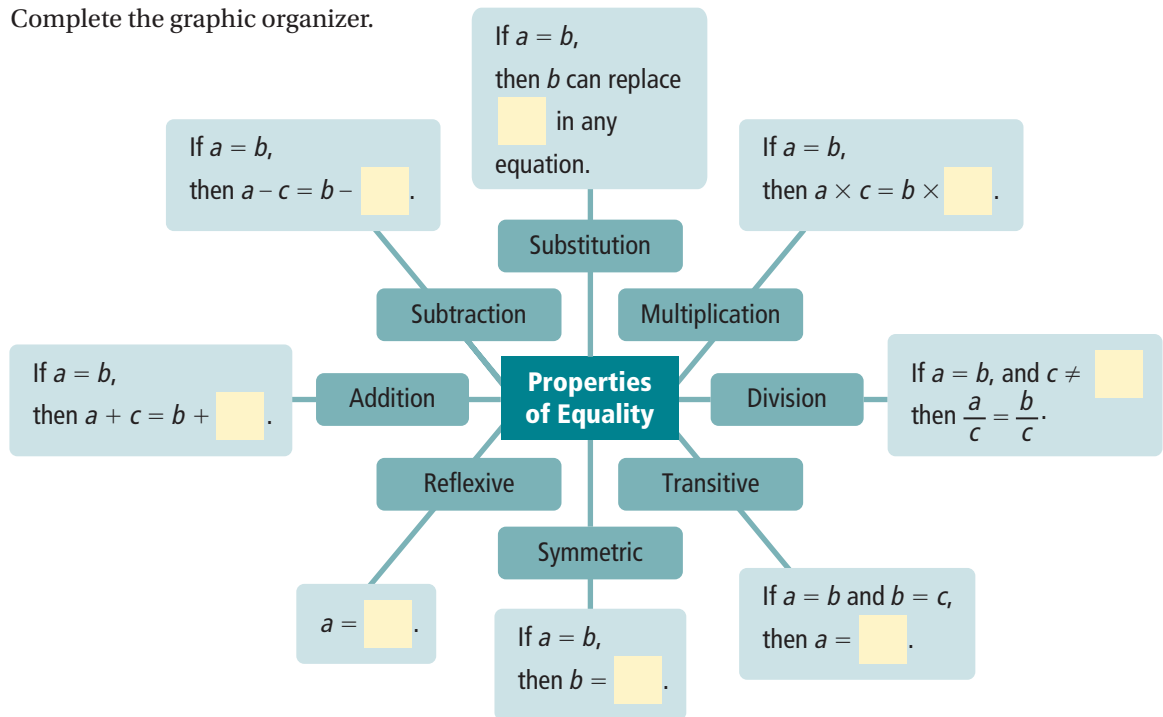 Complete the graphic organizer.
If a = b,
then b can replace
in any
equation.
If a = b,
then a – c = b – .
If a = b,
then a × c = b × .
Substitution
Subtraction
Multiplication
If a = b,
then a + c = b + .
Addition
Properties
of Equality
Division
If a = b, and c ≠
then a/c = b/c.
Reflexive
Transitive
Symmetric
a = .
If a = b,
then b = .
If a = b and b = c,
then a = .